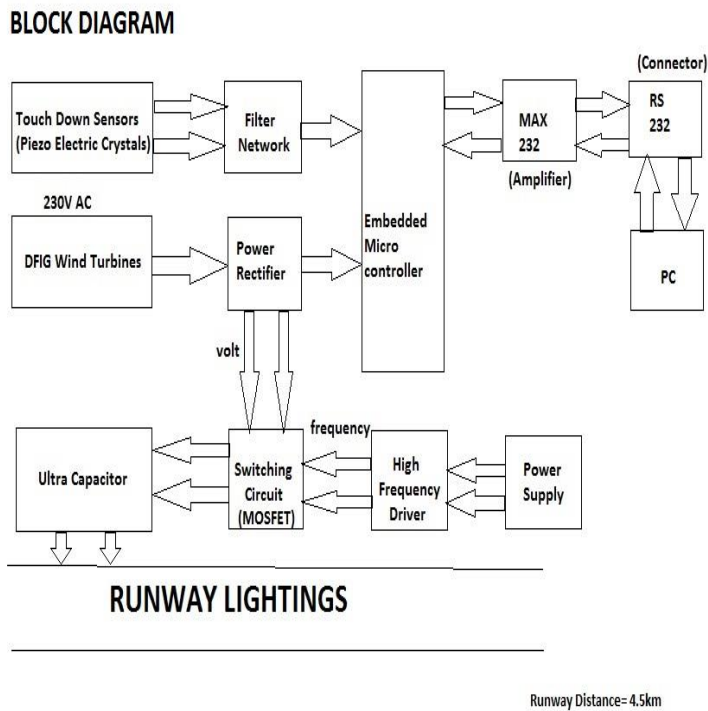 BLOCK DIAGRAM
Touch Down Sensors
(Piezo Electric Crystals)
Filter
Network
Embedded
Micro
controller
MAX
232
(Amplifier)
(Connector)
RS
232
PC
230V AC
DFIG Wind Turbines
Power
Rectifier
volt
frequency
Ultra Capacitor
Switching
Circuit
(MOSFET)
High
Frequency
Driver
Power
Supply
RUNWAY LIGHTINGS
Runway Distance= 4.5km